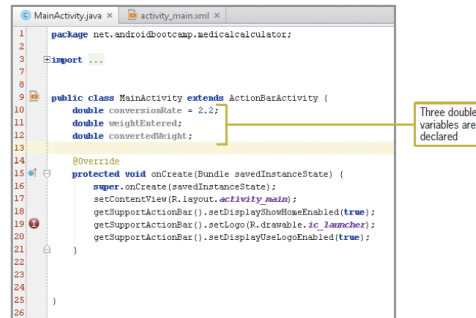 MainActivity.java ×   activity_main.xml ×
1 package net.androidbootcamp.medicalcalculator;
2
3 import ...
8
9 public class MainActivity extends ActionBarActivity {
10     double conversionRate = 2.2;
11     double weightEntered;
12     double convertedWeight;
13
14     @Override
15     protected void onCreate(Bundle savedInstanceState) {
16         super.onCreate(savedInstanceState);
17         setContentView(R.layout.activity_main);
18         getSupportActionBar().setDisplayShowHomeEnabled(true);
19         getSupportActionBar().setLogo(R.drawable.ic_launcher);
20         getSupportActionBar().setDisplayUseLogoEnabled(true);
21     }
22
23
24
25 }
26
Three double
variables are
declared